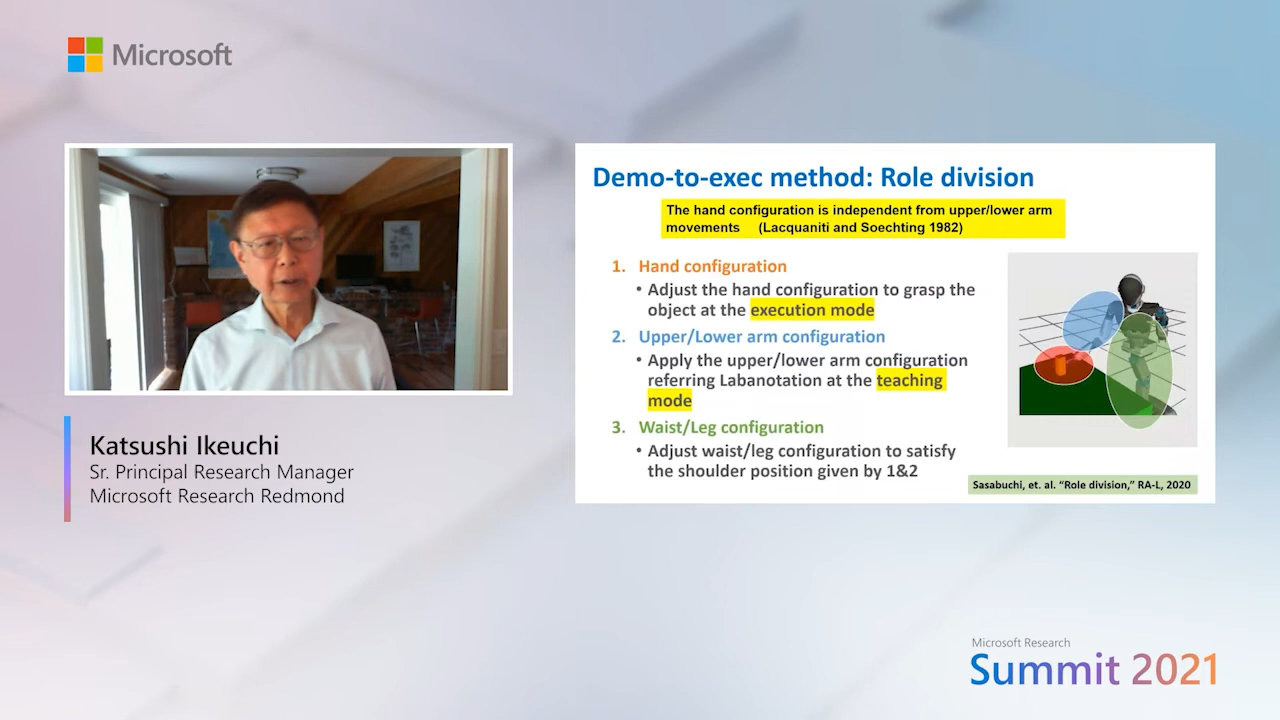 Microsoft
Demo-to-exec method: Role division
The hand configuration is independent from upper/lower arm
movements (Lacquaniti and Soechting 1982)
1. Hand configuration
• Adjust the hand configuration to grasp the
object at the execution mode
2. Upper/Lower arm configuration
• Apply the upper/lower arm configuration
referring Labanotation at the teaching
mode
3. Waist/Leg configuration
• Adjust waist/leg configuration to satisfy
the shoulder position given by 1&2
Sasabuchi, et. al. “Role division,” RA-L, 2020
Katsushi Ikeuchi
Sr. Principal Research Manager
Microsoft Research Redmond
Microsoft Research
Summit 2021